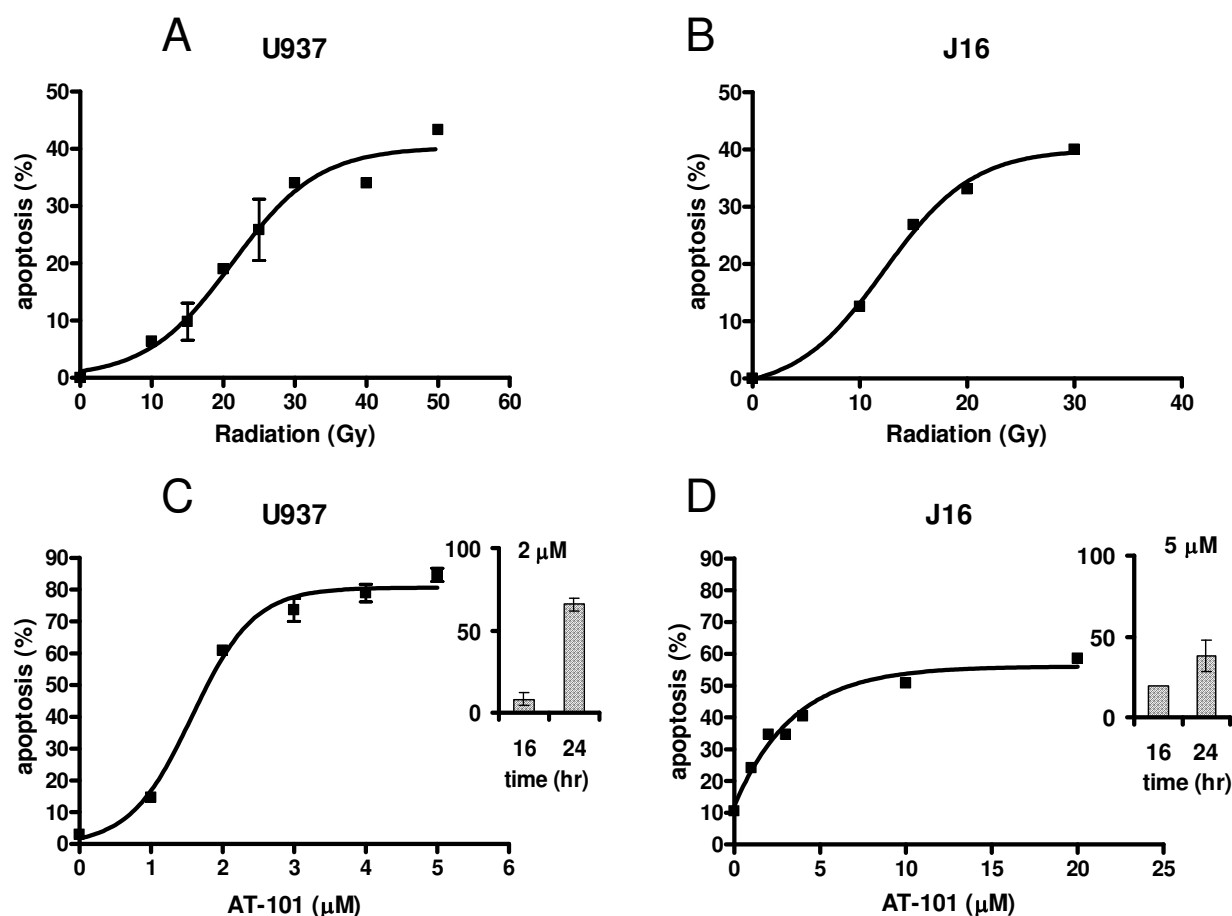 A
U937
50
40
30
20
10
0
apoptosis (%)
0 10 20 30 40 50 60
Radiation (Gy)
B
J16
50
40
30
20
10
0
apoptosis (%)
0 10 20 30 40
Radiation (Gy)
C
U937
90
80
70
60
50
40
30
20
10
0
apoptosis (%)
0 1 2 3 4 5 6
AT-101 (μM)
2 μM
100
50
0
16 24
time (hr)
D
J16
90
80
70
60
50
40
30
20
10
0
apoptosis (%)
0 5 10 15 20 25
AT-101 (μM)
5 μM
100
50
0
16 24
time (hr)